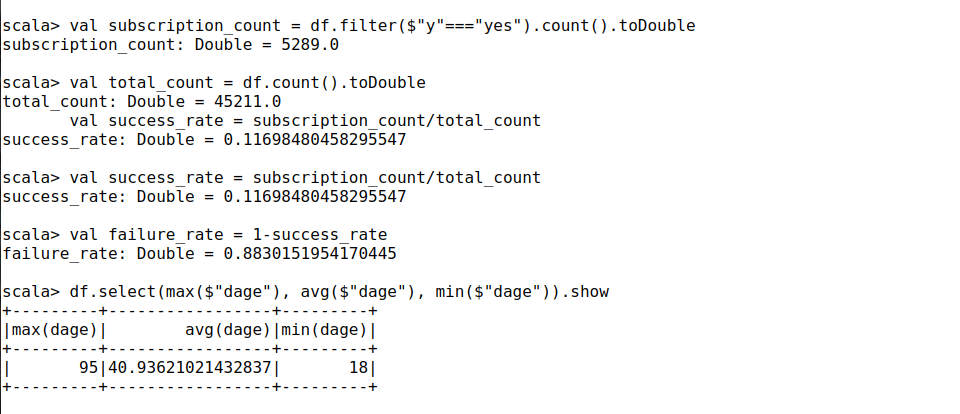 scala> val subscription_count = df.filter($"y"==="yes").count().toDouble
subscription_count: Double = 5289.0
scala> val total_count = df.count().toDouble
total_count: Double = 45211.0
       val success_rate = subscription_count/total_count
success_rate: Double = 0.11698480458295547
scala> val success_rate = subscription_count/total_count
success_rate: Double = 0.11698480458295547
scala> val failure_rate = 1-success_rate
failure_rate: Double = 0.8830151954170445
scala> df.select(max($"dage"), avg($"dage"), min($"dage")).show
+---------+-----------------+---------+
|max(dage)|        avg(dage)|min(dage)|
+---------+-----------------+---------+
|       95|40.93621021432837|       18|
+---------+-----------------+---------+